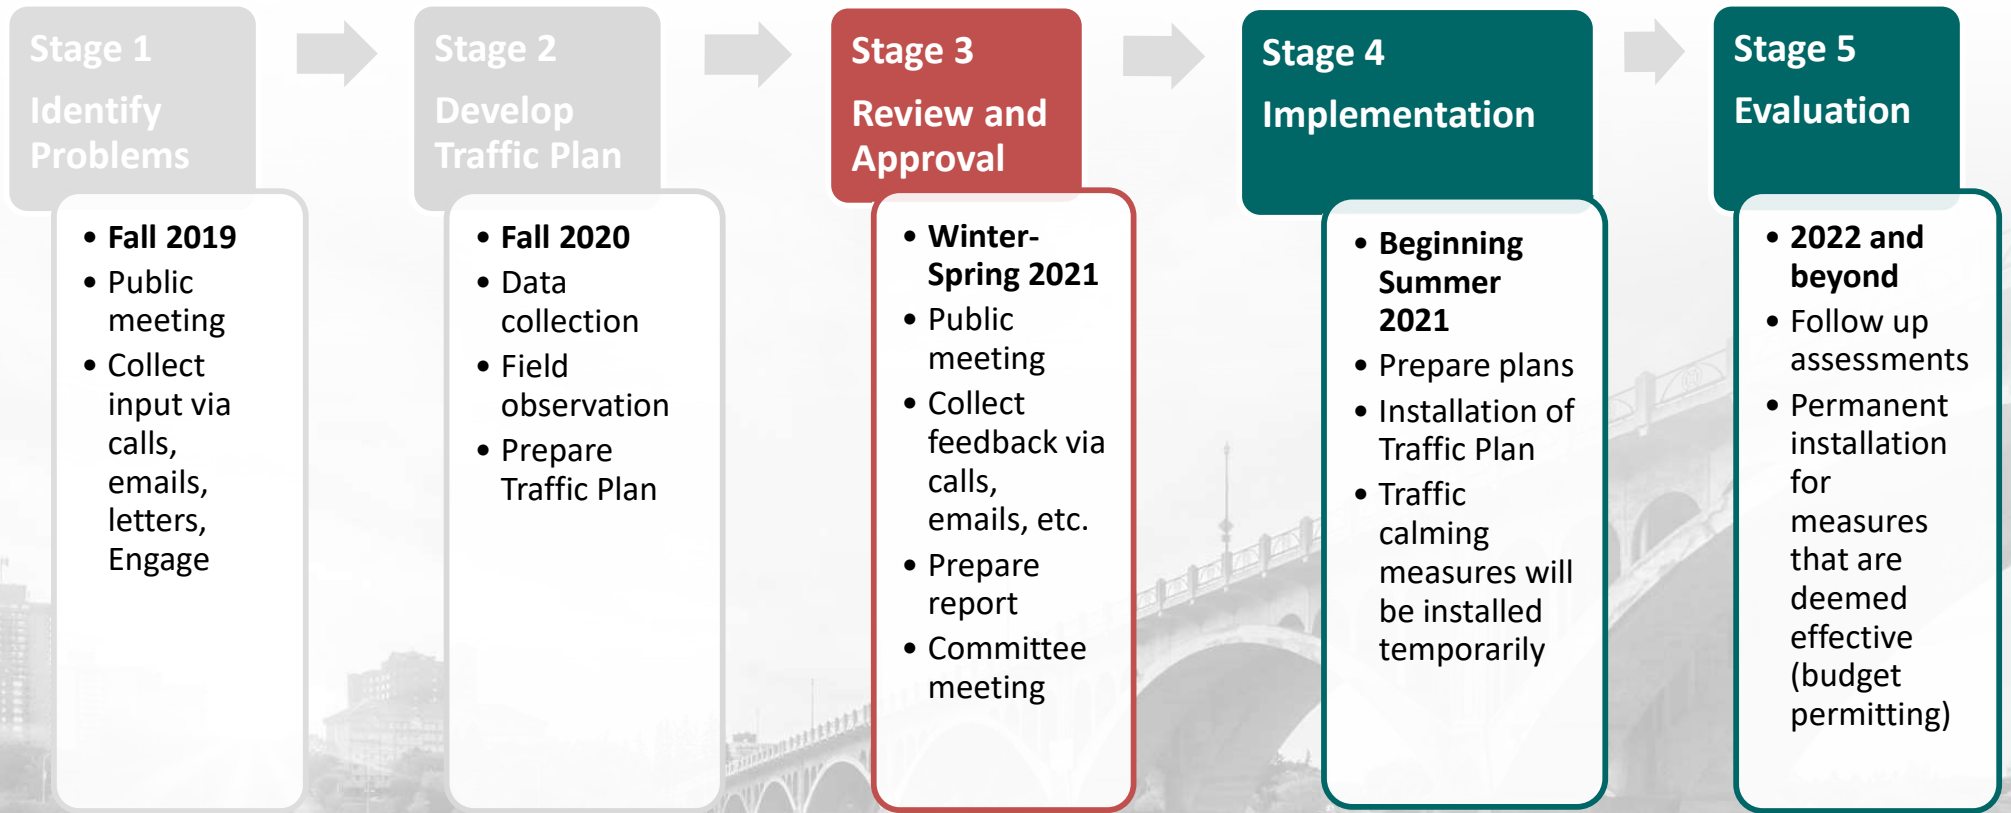 Stage 1
Identify
Problems
• Fall 2019
• Public
meeting
• Collect
input via
calls,
emails,
letters,
Engage
Stage 2
Develop
Traffic Plan
• Fall 2020
• Data
collection
• Field
observation
• Prepare
Traffic Plan
Stage 3
Review and
Approval
• Winter-
Spring 2021
• Public
meeting
• Collect
feedback via
calls,
emails, etc.
• Prepare
report
• Committee
meeting
Stage 4
Implementation
• Beginning
Summer
2021
• Prepare plans
• Installation of
Traffic Plan
• Traffic
calming
measures will
be installed
temporarily
Stage 5
Evaluation
• 2022 and
beyond
• Follow up
assessments
• Permanent
installation
for
measures
that are
deemed
effective
(budget
permitting)